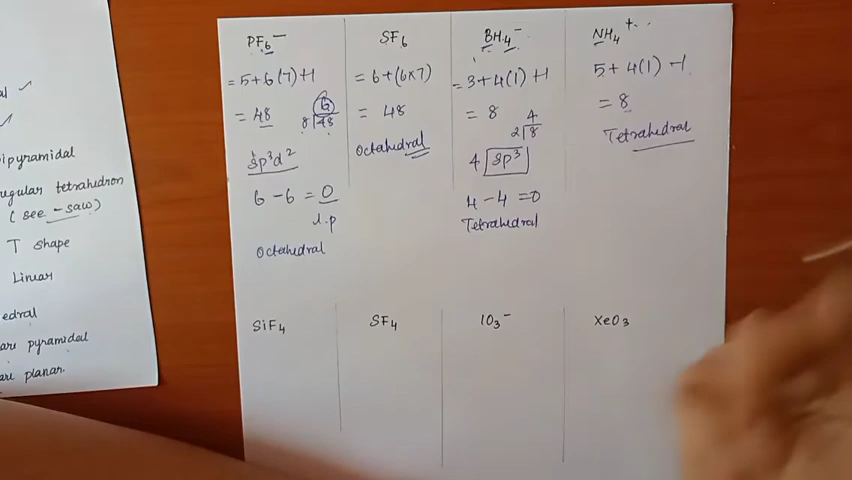 al ✓
✓
ipyramidal
regular tetrahedron
(see-saw)
T shape
Linear
edral
are pyramidal
are planar.
PF6⁻
= 5+6(7)+1
= 48
6
8 48
sp³d²
6 - 6 = 0
l.p
Octahedral
SF6
= 6+(6×7)
= 48
Octahedral
BH4⁻
= 3+4(1)+1
= 8
4
2 8
4 sp³
4 - 4 = 0
Tetrahedral
NH4⁺
5+4(1)-1
= 8
Tetrahedral
SiF4
SF4
IO3⁻
XeO3